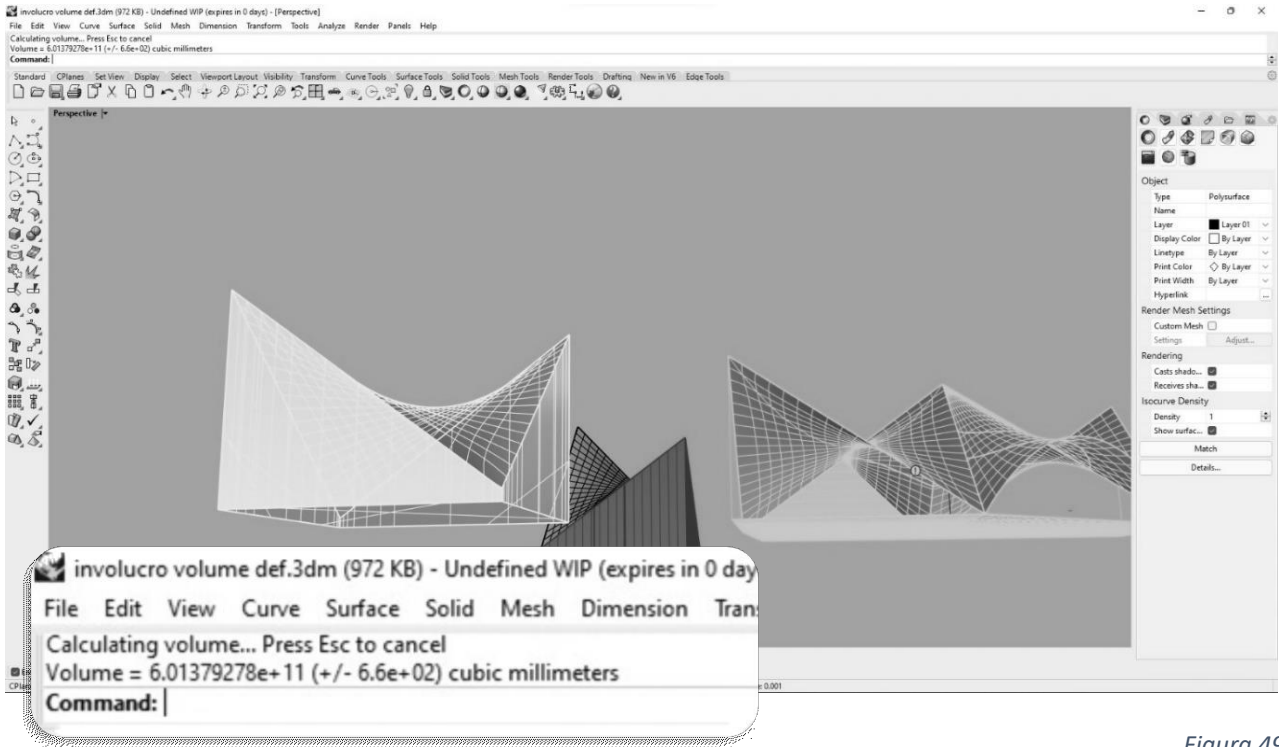 involucro volume def.3dm (972 KB) - Undefined WIP (expires in 0 days) - [Perspective]
File Edit View Curve Surface Solid Mesh Dimension Transform Tools Analyze Render Panels Help
Calculating volume... Press Esc to cancel
Volume = 6.01379278e+11 (+/- 6.6e+02) cubic millimeters
Command:
Standard CPlanes Set View Display Select Viewport Layout Visibility Transform Curve Tools Surface Tools Solid Tools Mesh Tools Render Tools Drafting New in V6 Edge Tools
Perspective
Object
Type Polysurface
Name
Layer Layer 01
Display Color By Layer
Linetype By Layer
Print Color By Layer
Print Width By Layer
Hyperlink ...
Render Mesh Settings
Custom Mesh
Settings Adjust...
Rendering
Casts shado...
Receives sha...
Isocurve Density
Density 1
Show surfac...
Match
Details...
involucro volume def.3dm (972 KB) - Undefined WIP (expires in 0 day
File Edit View Curve Surface Solid Mesh Dimension Trans
Calculating volume... Press Esc to cancel
Volume = 6.01379278e+11 (+/- 6.6e+02) cubic millimeters
Command:
CPla
0.001
Figura 49